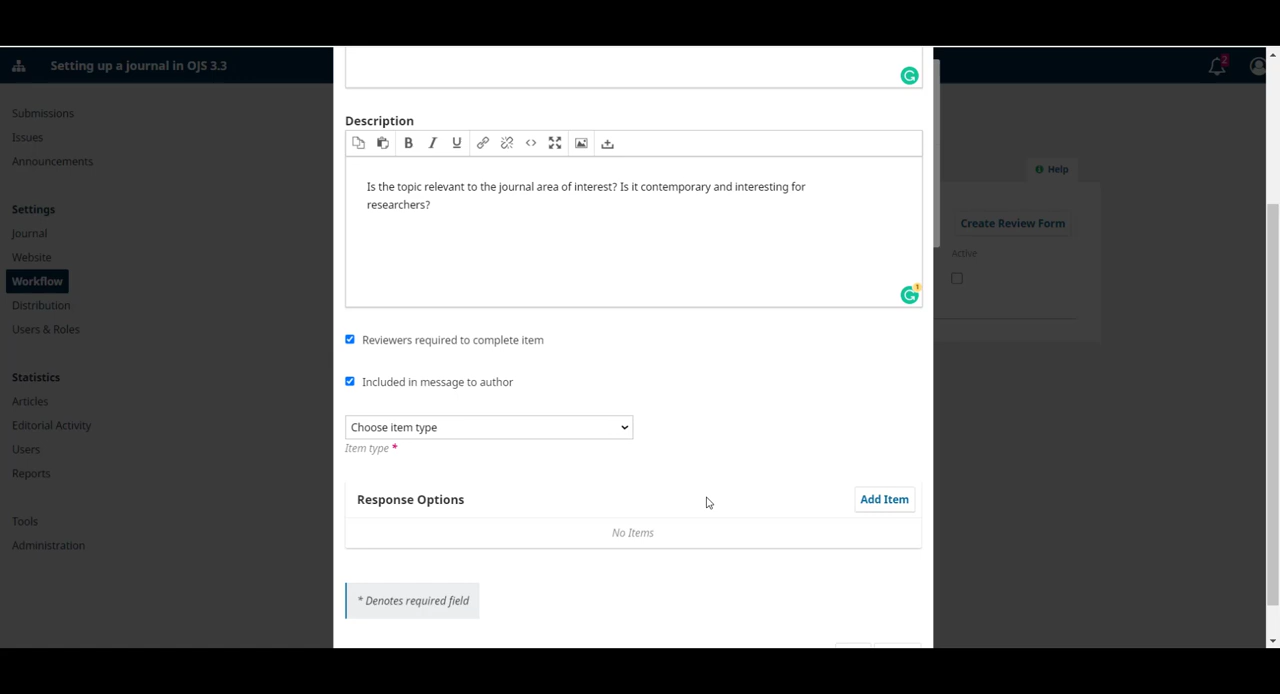 Setting up a journal in OJS 3.3
2
Submissions
Issues
Announcements
Settings
Journal
Website
Workflow
Distribution
Users & Roles
Statistics
Articles
Editorial Activity
Users
Reports
Tools
Administration
Description
B I U
Is the topic relevant to the journal area of interest? Is it contemporary and interesting for
researchers?
1
Reviewers required to complete item
Included in message to author
Choose item type
Item type *
Response Options
Add Item
No Items
* Denotes required field
Help
Create Review Form
Active